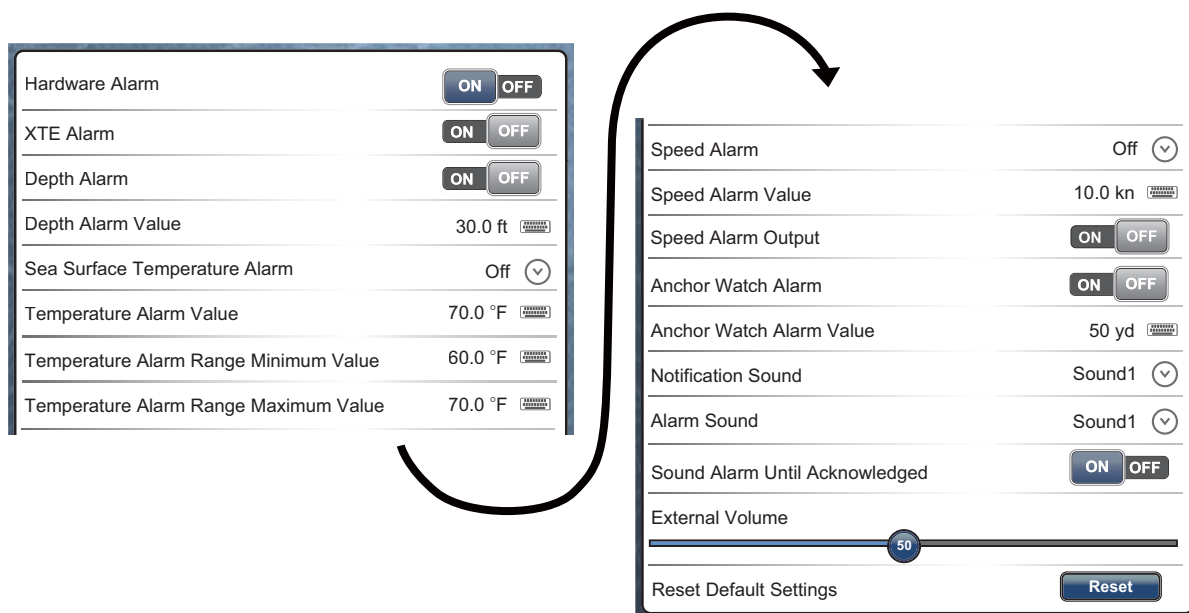 Hardware Alarm ON OFF
XTE Alarm ON OFF
Depth Alarm ON OFF
Depth Alarm Value 30.0 ft
Sea Surface Temperature Alarm Off
Temperature Alarm Value 70.0 °F
Temperature Alarm Range Minimum Value 60.0 °F
Temperature Alarm Range Maximum Value 70.0 °F
Speed Alarm Off
Speed Alarm Value 10.0 kn
Speed Alarm Output ON OFF
Anchor Watch Alarm ON OFF
Anchor Watch Alarm Value 50 yd
Notification Sound Sound1
Alarm Sound Sound1
Sound Alarm Until Acknowledged ON OFF
External Volume
50
Reset Default Settings Reset